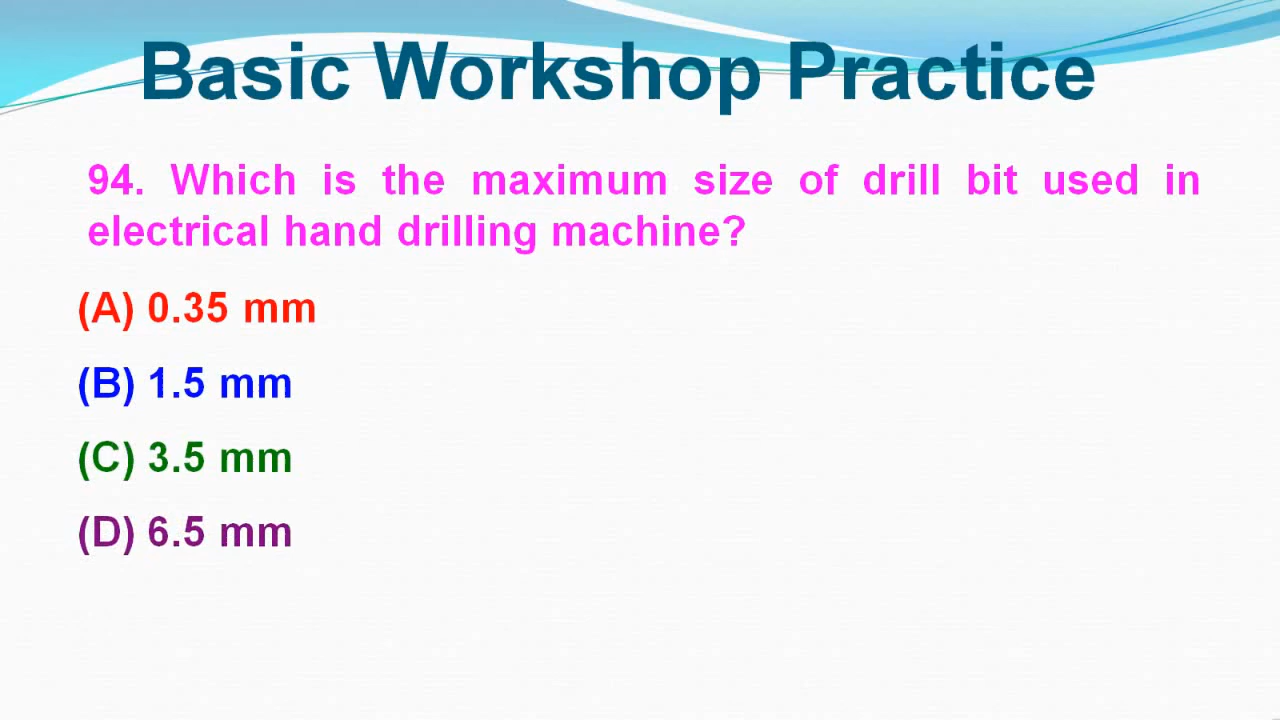 Basic Workshop Practice
94. Which is the maximum size of drill bit used in
electrical hand drilling machine?
(A) 0.35 mm
(B) 1.5 mm
(C) 3.5 mm
(D) 6.5 mm